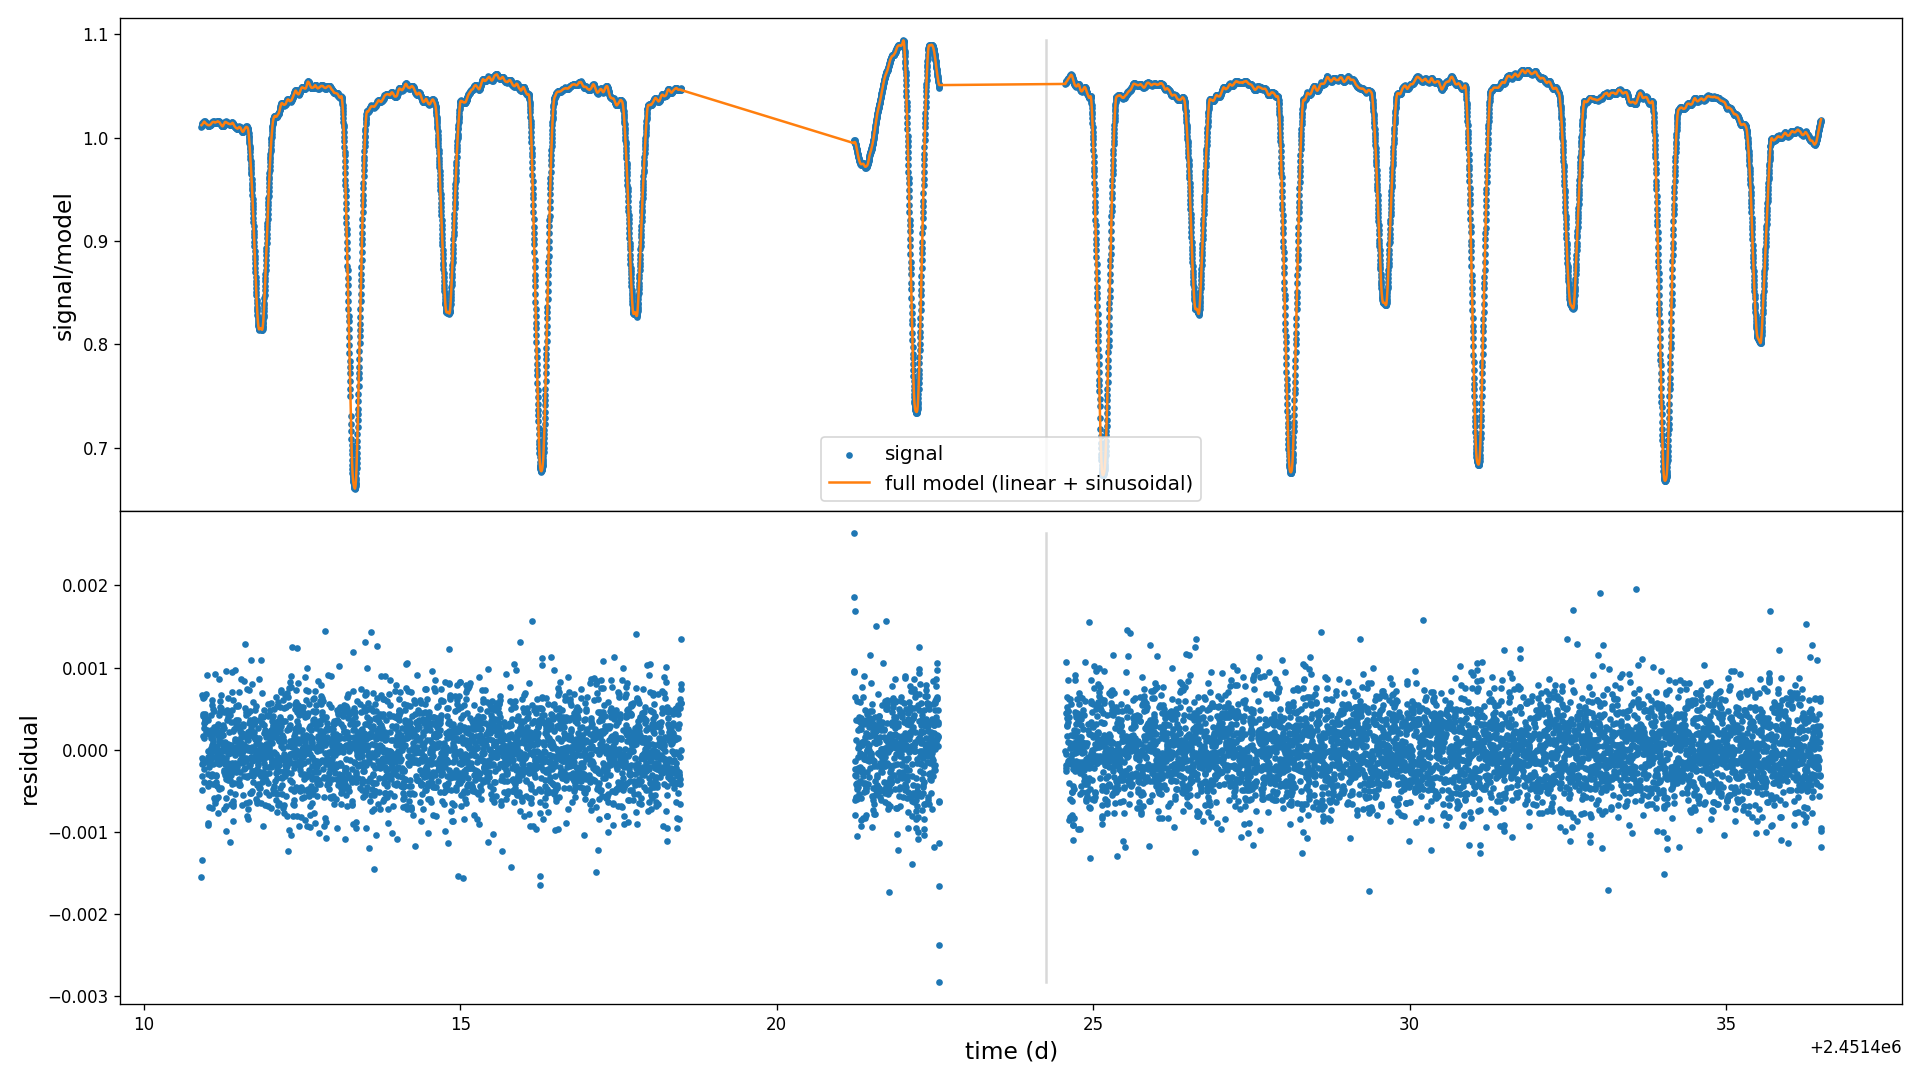 1.1
1.0
0.9
0.8
0.7
signal/model
signal
full model (linear + sinusoidal)
0.002
0.001
0.000
−0.001
−0.002
−0.003
residual
10
15
20
25
30
35
time (d)
+2.4514e6